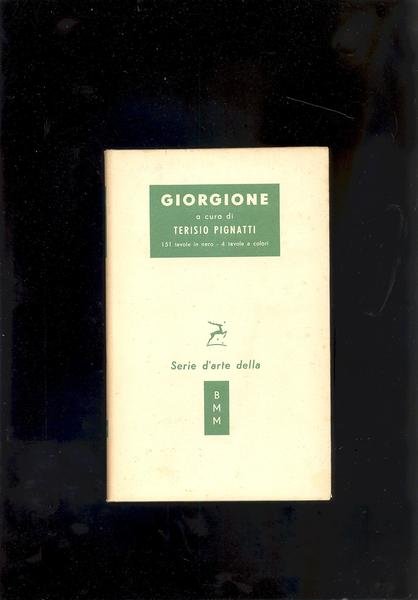 GIORGIONE
a cura di
TERISIO PIGNATTI
151 tavole in nero - 4 tavole a colori
Serie d'arte della
B
M
M